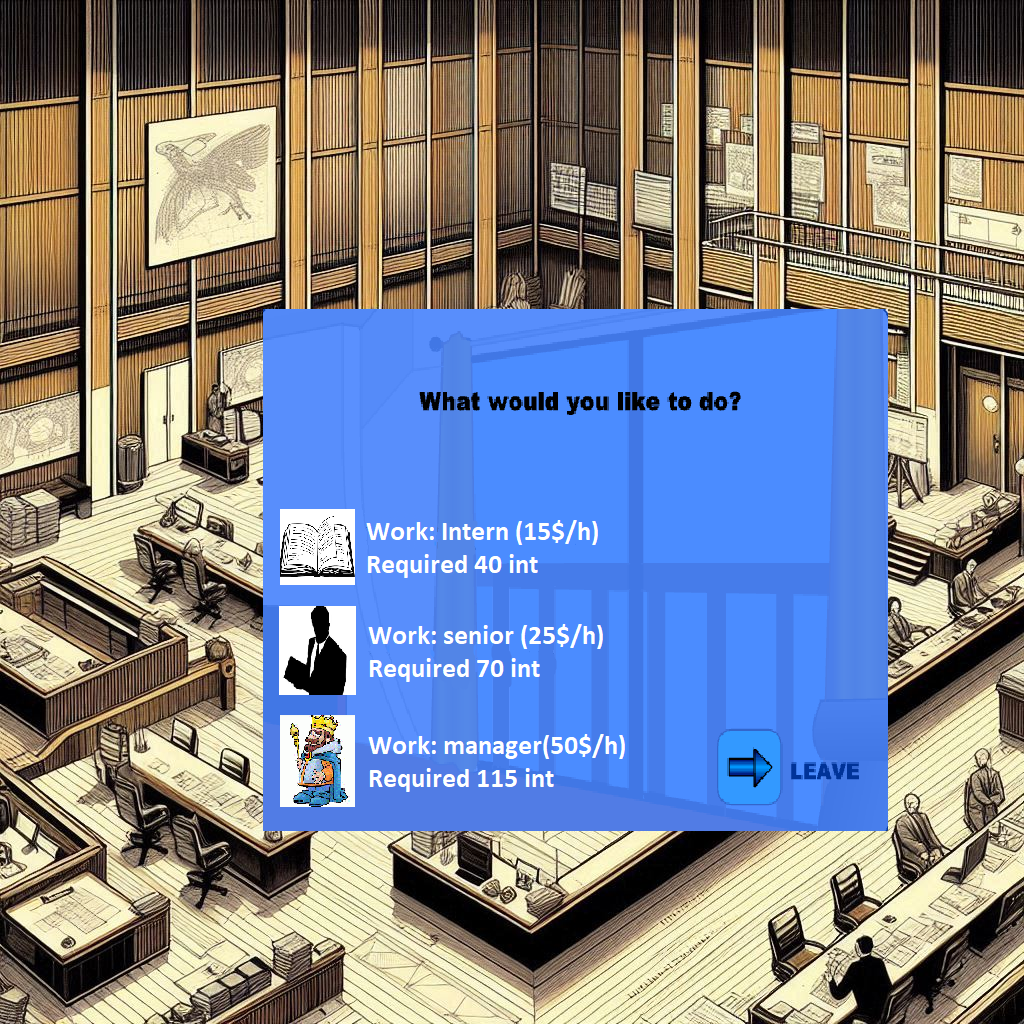 What would you like to do?
Work: Intern (15$/h)
Required 40 int
Work: senior (25$/h)
Required 70 int
Work: manager(50$/h)
Required 115 int
LEAVE